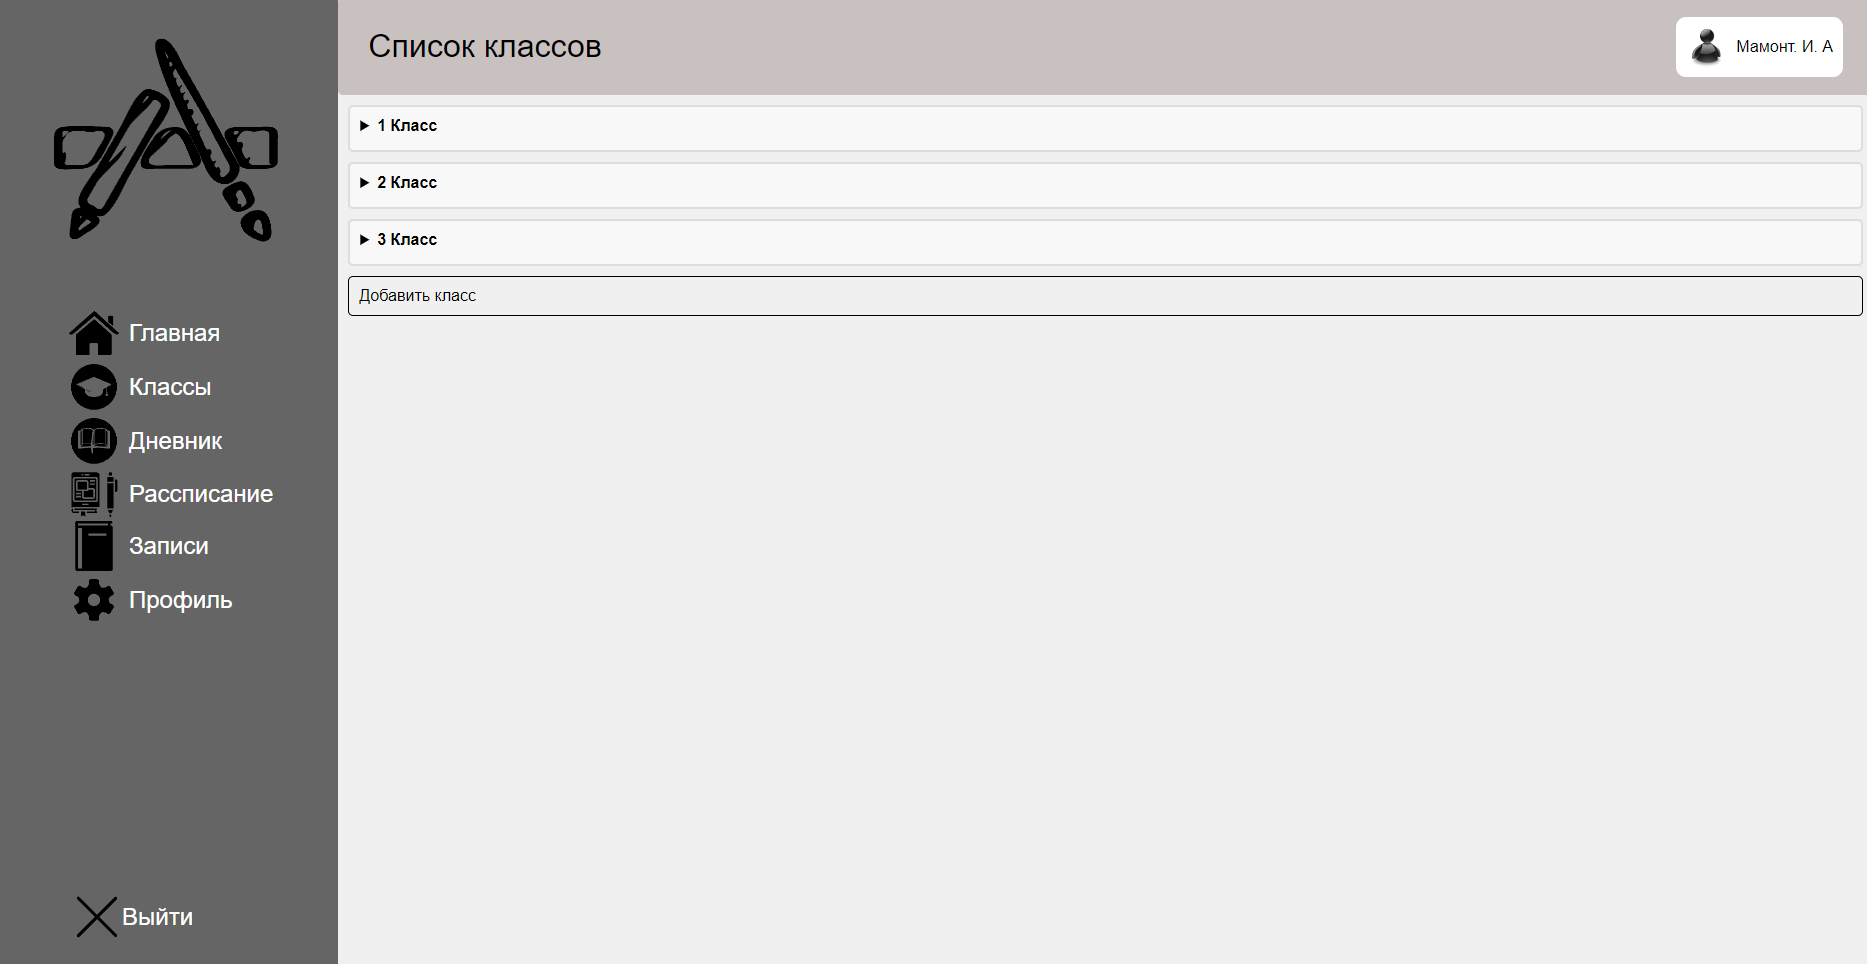 Список классов
Мамонт. И. А
Главная
Классы
Дневник
Рассписание
Записи
Профиль
Выйти
1 Класс
2 Класс
3 Класс
Добавить класс